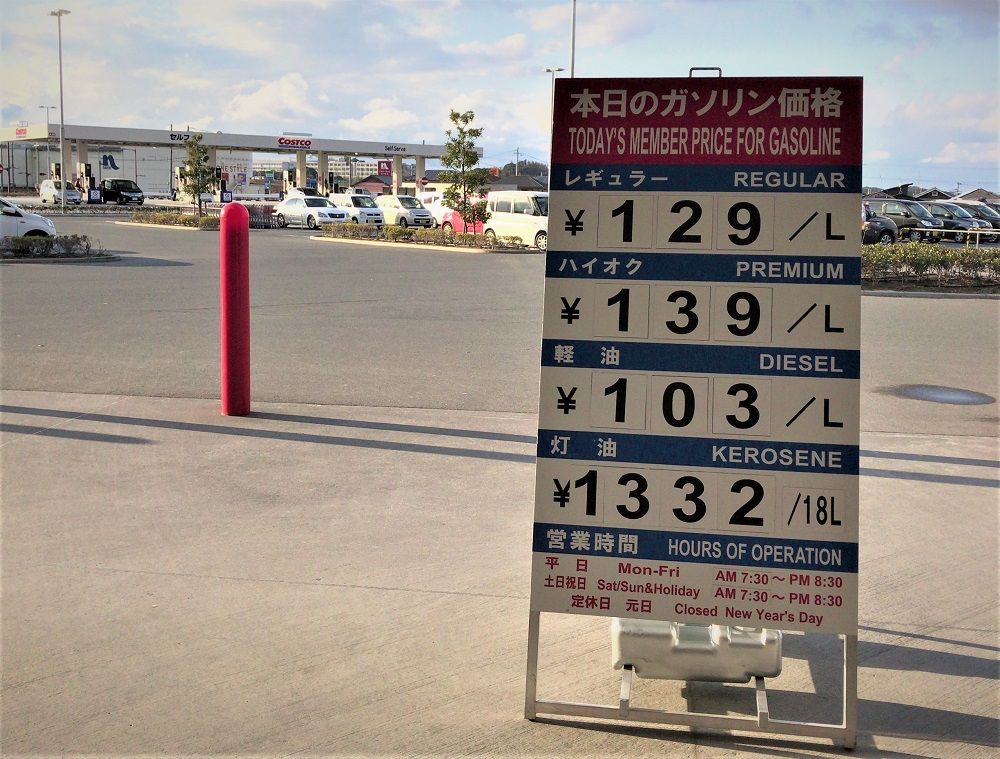 本日のガソリン価格
TODAY'S MEMBER PRICE FOR GASOLINE
レギュラー REGULAR
¥129/L
ハイオク PREMIUM
¥139/L
軽油 DIESEL
¥103/L
灯油 KEROSENE
¥1332/18L
営業時間 HOURS OF OPERATION
平日 Mon-Fri AM 7:30～PM 8:30
土日祝日 Sat/Sun&Holiday AM 7:30～PM 8:30
定休日 元日 Closed New Year's Day
セルフ COSTCO Self Serve
Costco